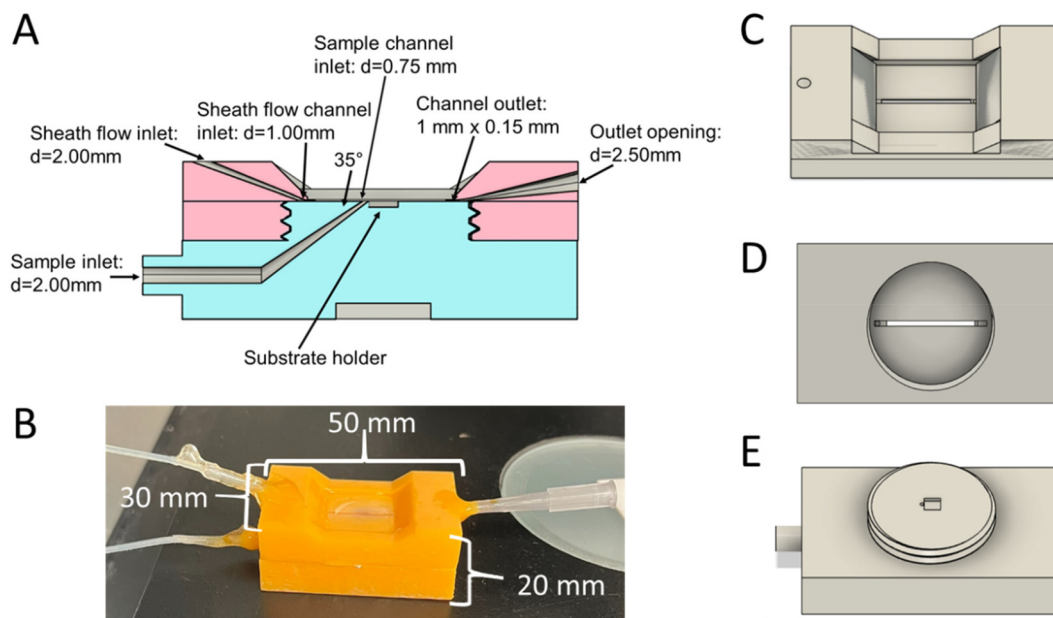 A
Sample channel
inlet: d=0.75 mm
Sheath flow channel
inlet: d=1.00mm
Channel outlet:
1 mm x 0.15 mm
Sheath flow inlet:
d=2.00mm
35°
Outlet opening:
d=2.50mm
Sample inlet:
d=2.00mm
Substrate holder
B
50 mm
30 mm
20 mm
C
D
E